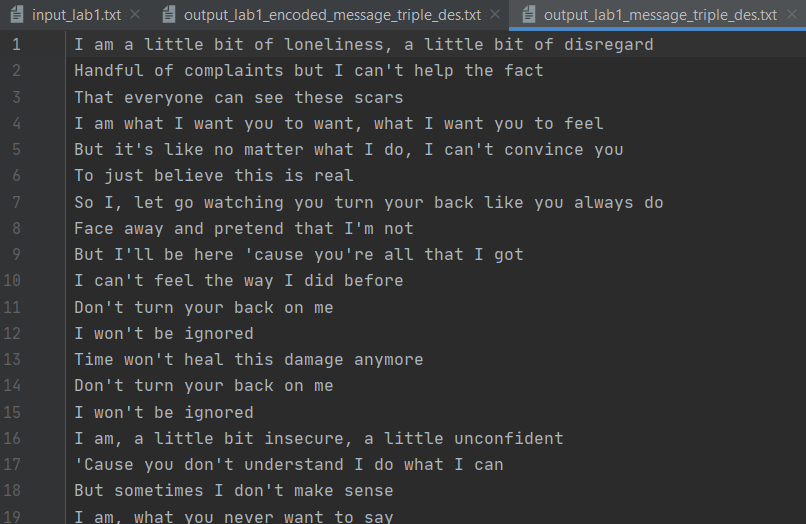 input_lab1.txt output_lab1_encoded_message_triple_des.txt output_lab1_message_triple_des.txt
1 I am a little bit of loneliness, a little bit of disregard
2 Handful of complaints but I can't help the fact
3 That everyone can see these scars
4 I am what I want you to want, what I want you to feel
5 But it's like no matter what I do, I can't convince you
6 To just believe this is real
7 So I, let go watching you turn your back like you always do
8 Face away and pretend that I'm not
9 But I'll be here 'cause you're all that I got
10 I can't feel the way I did before
11 Don't turn your back on me
12 I won't be ignored
13 Time won't heal this damage anymore
14 Don't turn your back on me
15 I won't be ignored
16 I am, a little bit insecure, a little unconfident
17 'Cause you don't understand I do what I can
18 But sometimes I don't make sense
19 I am, what you never want to say